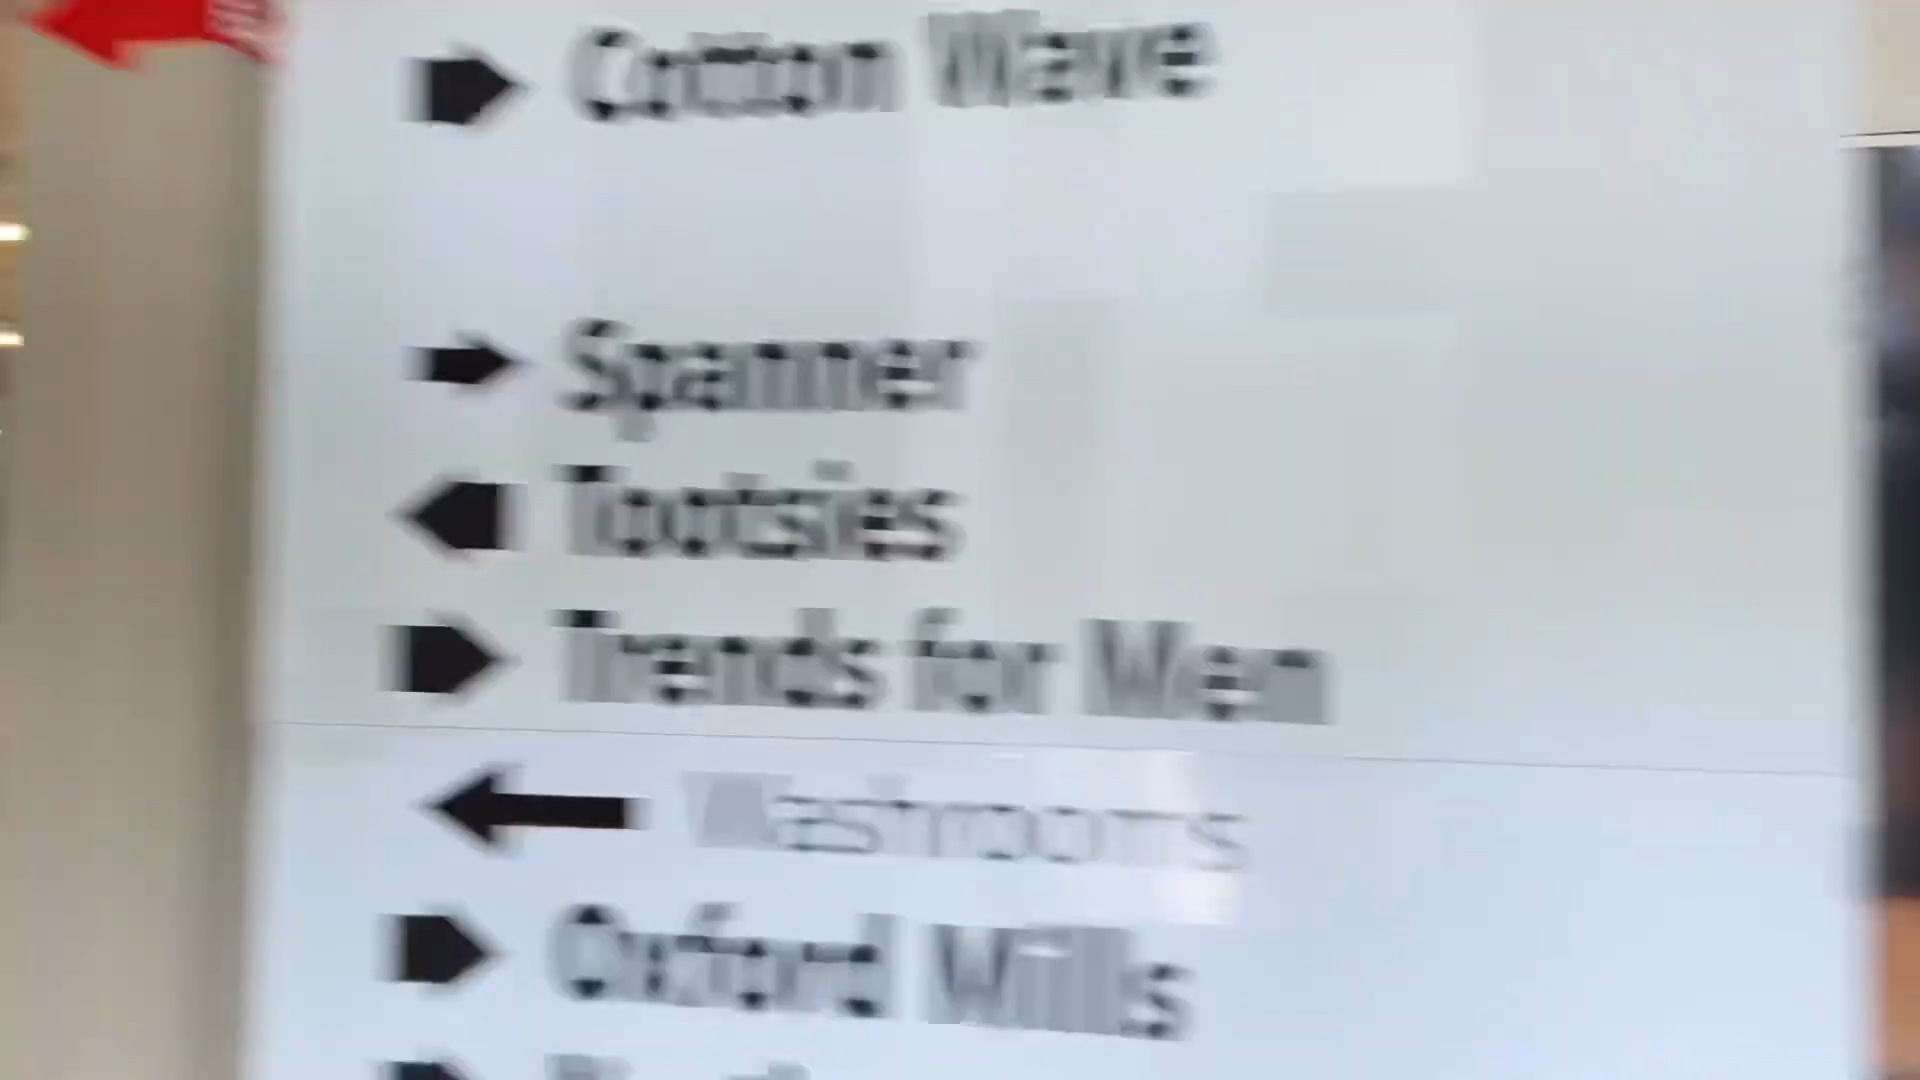 Cotton Wave
Spanner
Tootsies
Trends for Men
Washrooms
Oxford Mills